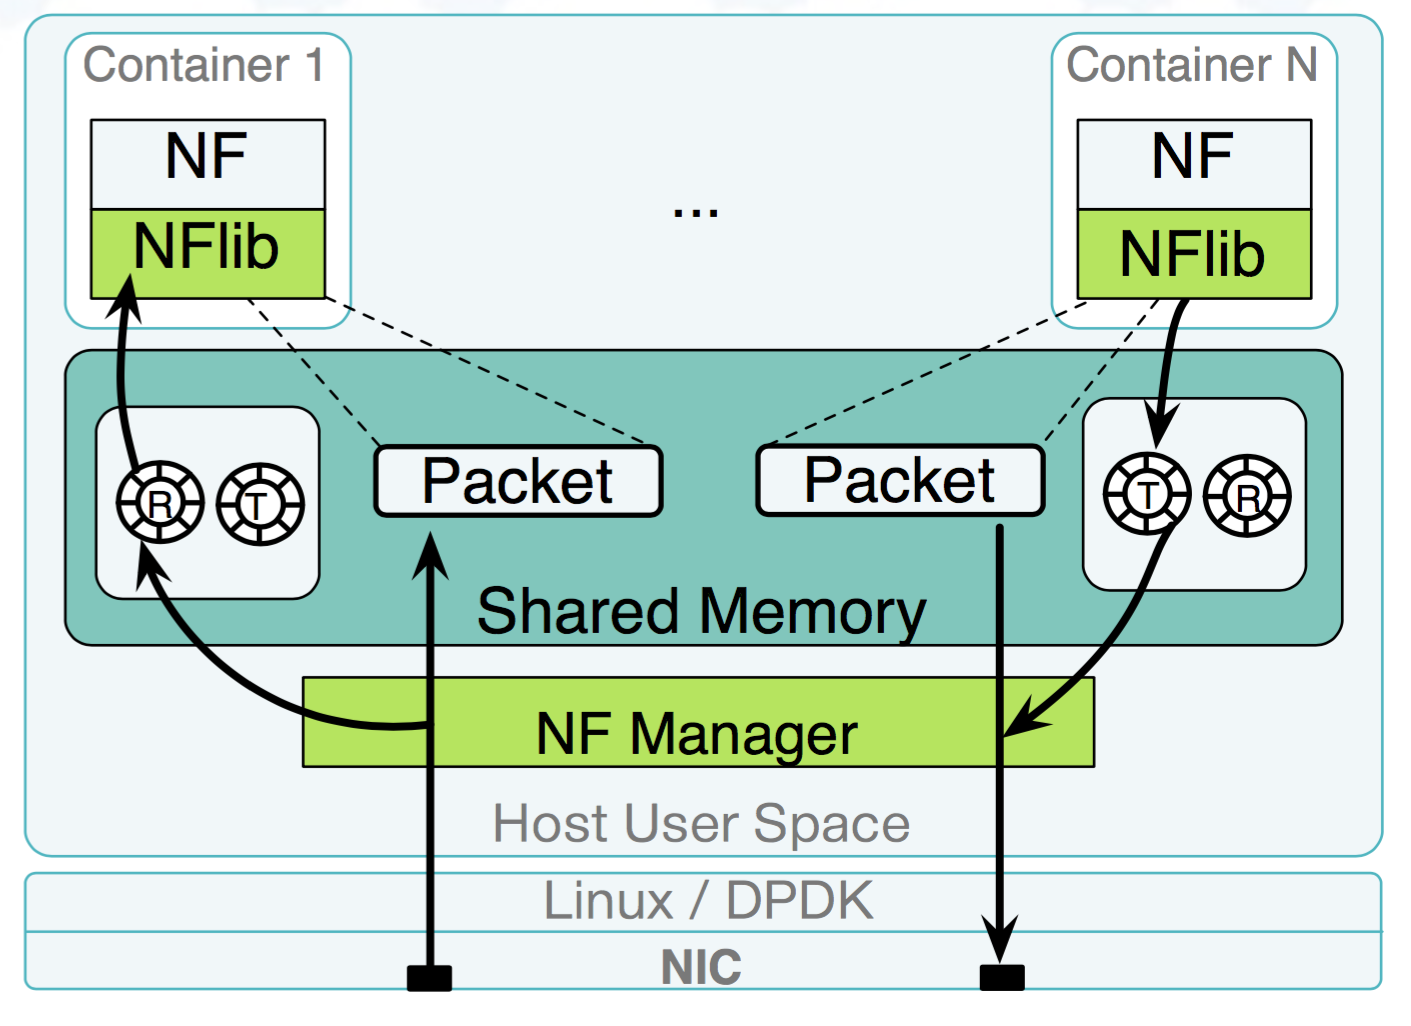 Container 1
Container N
NF
NF
NFlib
NFlib
...
R
T
Packet
Packet
T
R
Shared Memory
NF Manager
Host User Space
Linux / DPDK
NIC